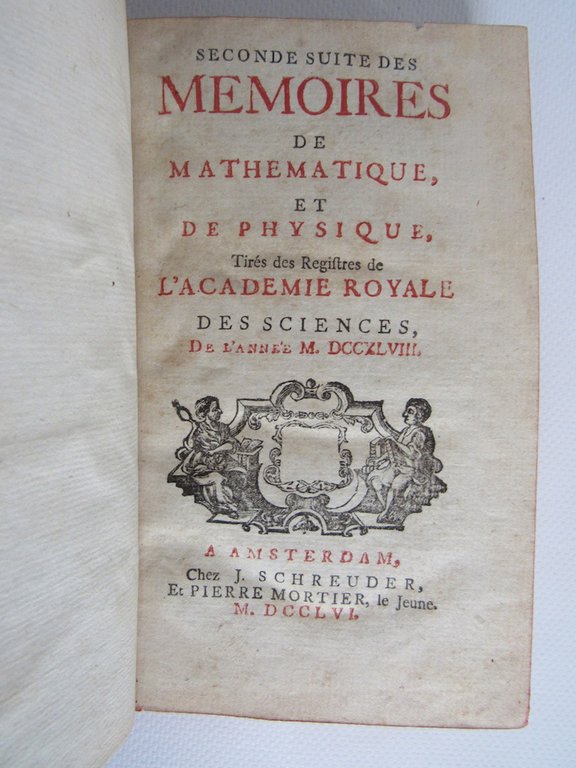 SECONDE SUITE DES
MEMOIRES
DE
MATHEMATIQUE,
ET
DE PHYSIQUE,
Tirés des Regiſtres de
L'ACADEMIE ROYALE
DES SCIENCES,
DE L'ANNÉE M. DCCXLVIII.
A AMSTERDAM,
Chez J. SCHREUDER,
Et PIERRE MORTIER, le Jeune.
M. DCCLVI.